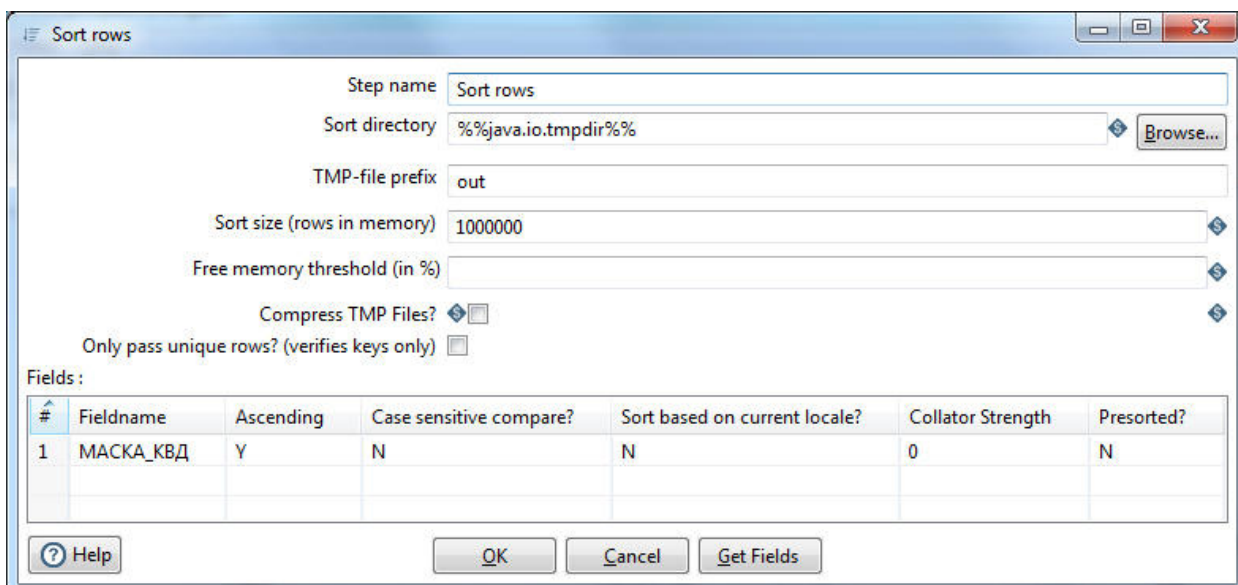 Sort rows
Step name Sort rows
Sort directory %%java.io.tmpdir%% Browse...
TMP-file prefix out
Sort size (rows in memory) 1000000
Free memory threshold (in %)
Compress TMP Files?
Only pass unique rows? (verifies keys only)
Fields :
# Fieldname Ascending Case sensitive compare? Sort based on current locale? Collator Strength Presorted?
1 МАСКА_КВД Y N N 0 N
Help OK Cancel Get Fields